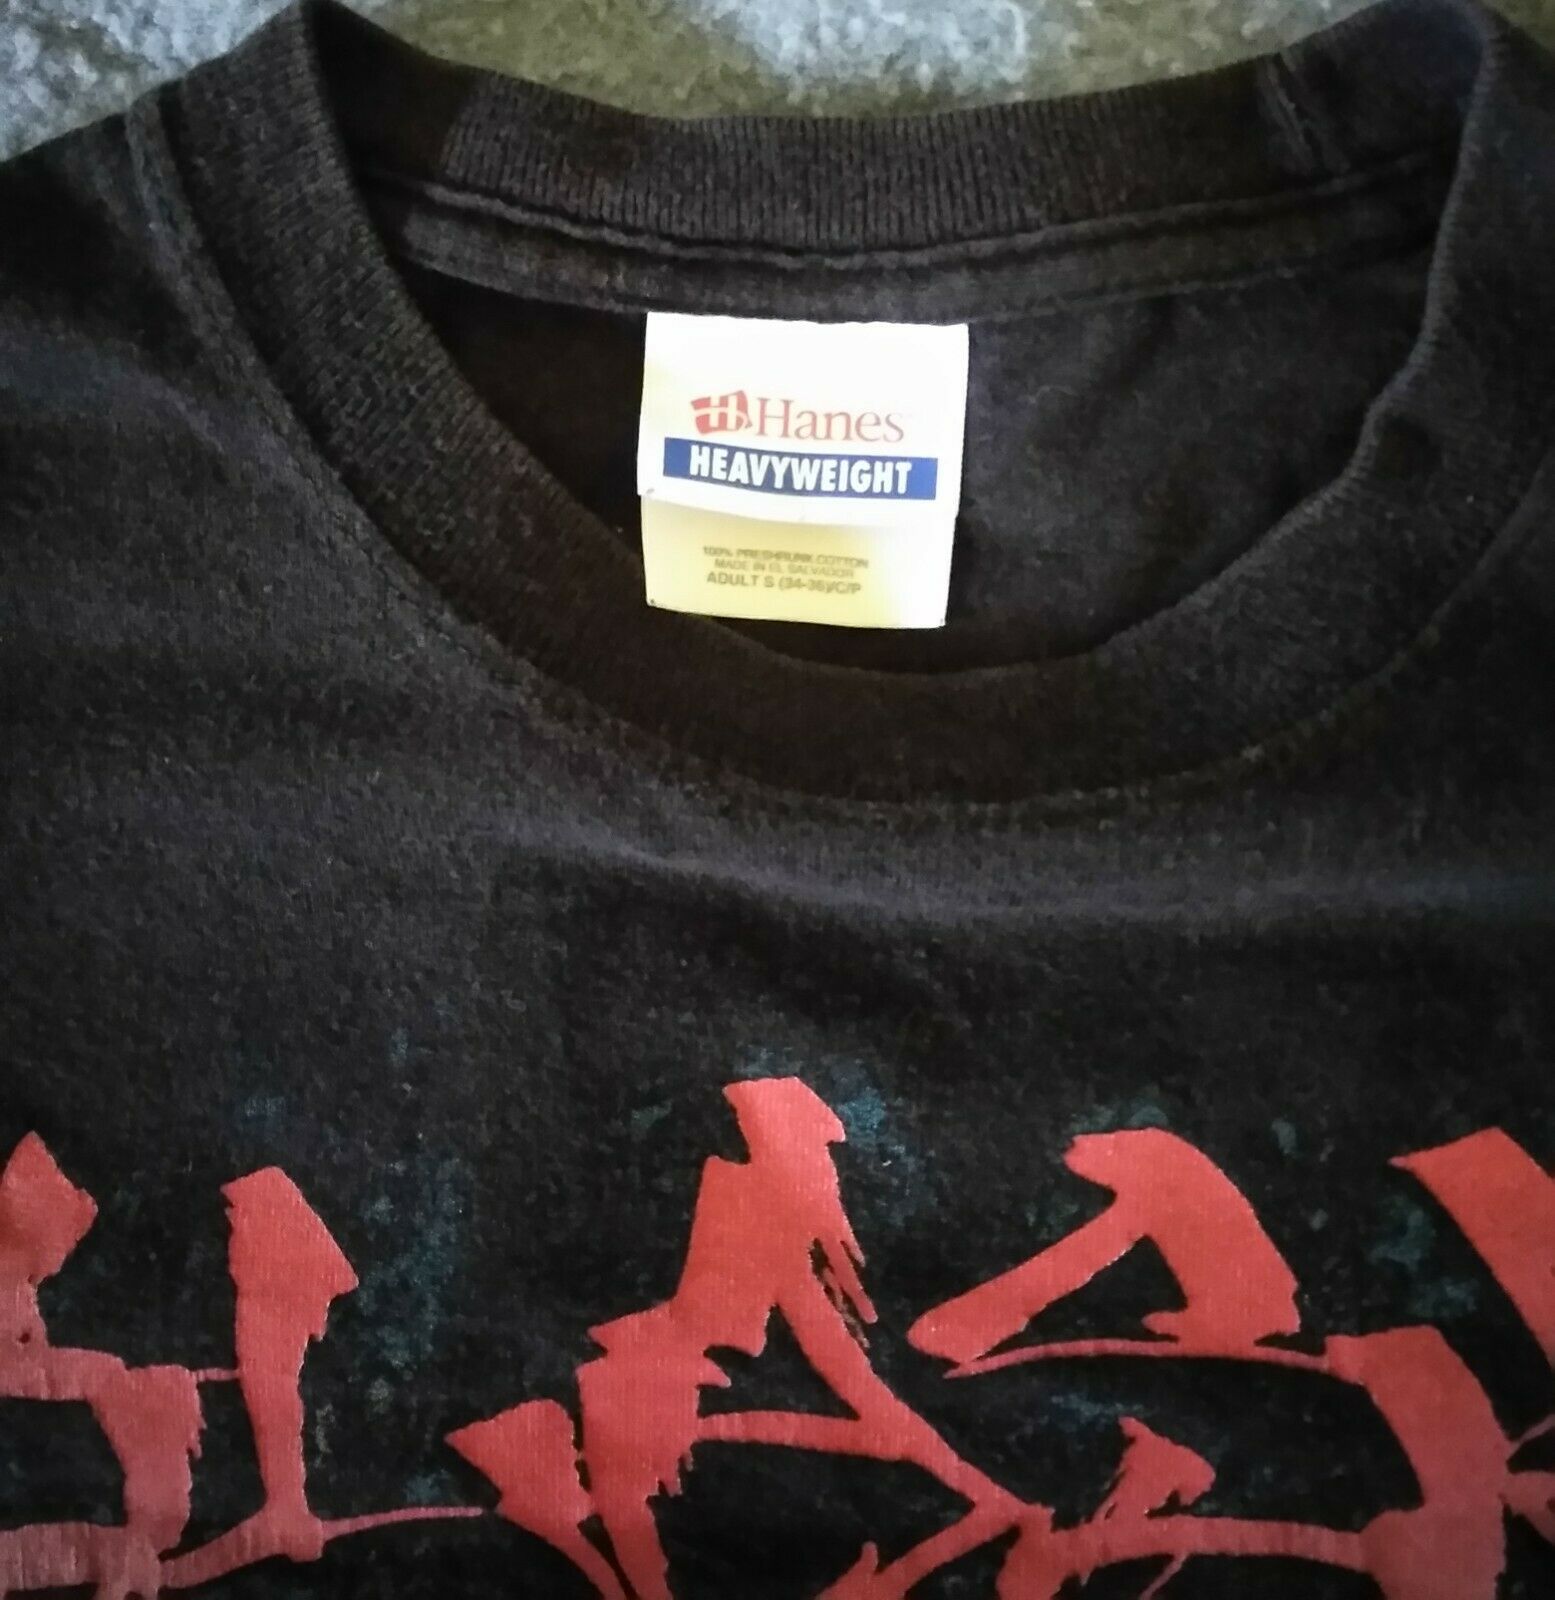 Hanes
HEAVYWEIGHT
100% PRESHRUNK COTTON
MADE IN EL SALVADOR
ADULT S (34-36)/C/P